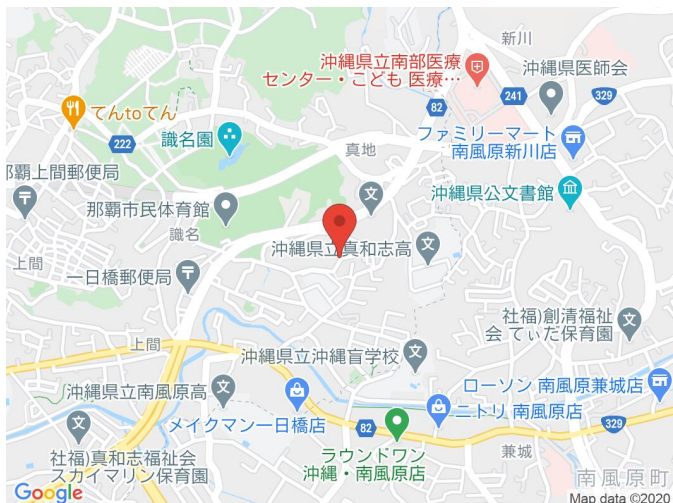 新川
沖縄県立南部医療
センター・こども 医療…
沖縄県医師会
82
241
329
てんtoてん
ファミリーマート
南風原新川店
222
識名園
真地
那覇上間郵便局
沖縄県公文書館
那覇市民体育館
識名
沖縄県立真和志高
上間
一日橋郵便局
社福)創清福祉
会 てぃだ保育園
上間
沖縄県立沖縄盲学校
沖縄県立南風原高
ローソン 南風原兼城店
メイクマン一日橋店
ニトリ 南風原店
82
329
ラウンドワン
沖縄・南風原店
兼城
社福)真和志福祉会
スカイマリン保育園
南風原町
Google
Map data ©2020